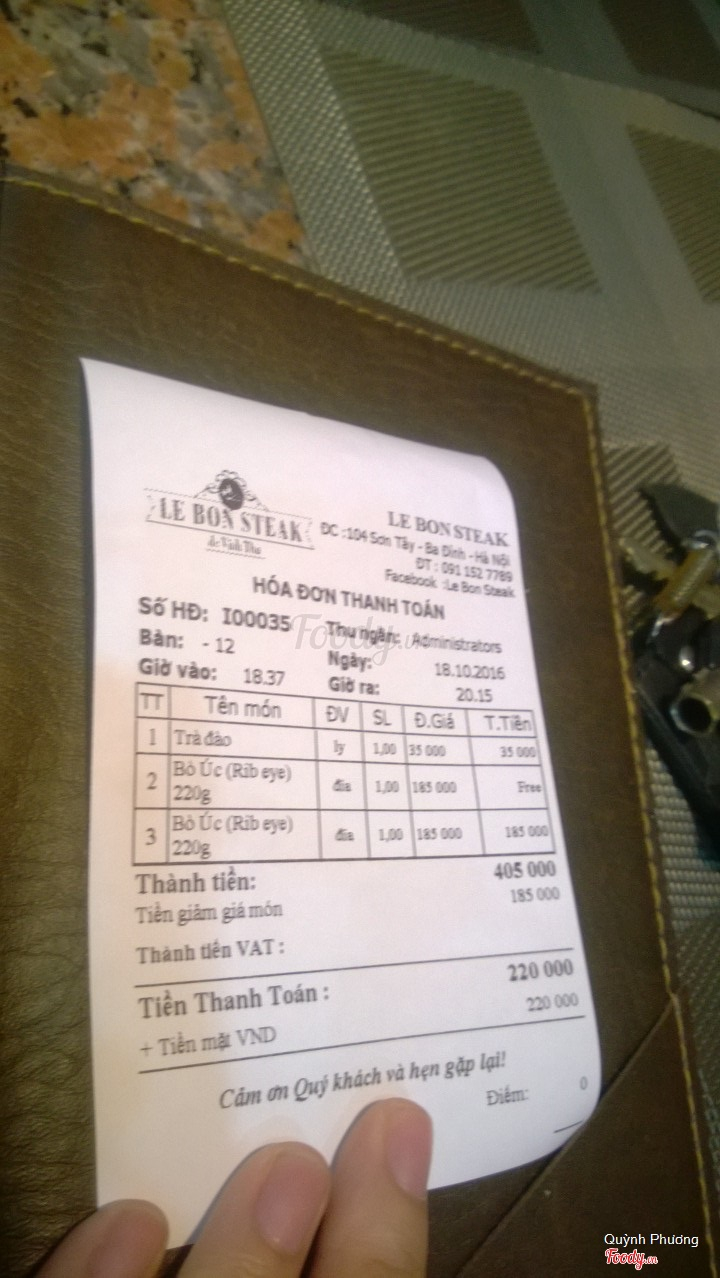 LE BON STEAK
LE BON STEAK
ĐC :104 Sơn Tây - Ba Đình - Hà Nội
ĐT : 091 152 7789
Facebook :Le Bon Steak
HÓA ĐƠN THANH TOÁN
Số HĐ: I00035 Thu ngân: Administrators
Bàn: - 12 Ngày: 18.10.2016
Giờ vào: 18.37 Giờ ra: 20.15
TT Tên món ĐV SL Đ.Giá T.Tiền
1 Trà đào ly 1,00 35 000 35 000
2 Bò Úc (Rib eye) 220g đĩa 1,00 185 000 Free
3 Bò Úc (Rib eye) 220g đĩa 1,00 185 000 185 000
Thành tiền: 405 000
Tiền giảm giá món 185 000
Thành tiền VAT :
Tiền Thanh Toán : 220 000
+ Tiền mặt VND 220 000
Cảm ơn Quý khách và hẹn gặp lại!
Điểm: 0
Foody.vn
Quỳnh Phương
Foody.vn